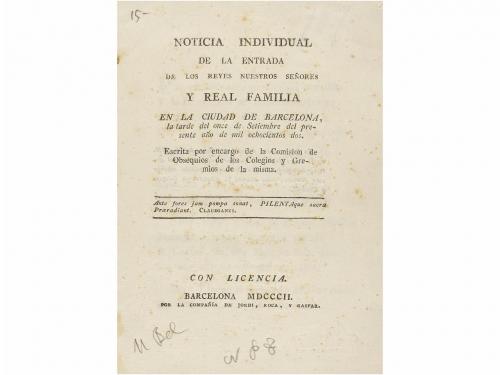 15-
NOTICIA INDIVIDUAL
DE LA ENTRADA
DE LOS REYES NUESTROS SEÑORES
Y REAL FAMILIA
EN LA CIUDAD DE BARCELONA,
la tarde del once de Setiembre del pre-
sente año de mil ochocientos dos.
Escrita por encargo de la Comision de
Obsequios de los Colegios y Gre-
mios de la misma.
Ante fores jam pompa sonat, PILENTAque sacra
Præradiant. CLAUDIANUS.
CON LICENCIA.
BARCELONA MDCCCII.
POR LA COMPAÑÍA DE JORDI, ROCA, Y GASPAR.